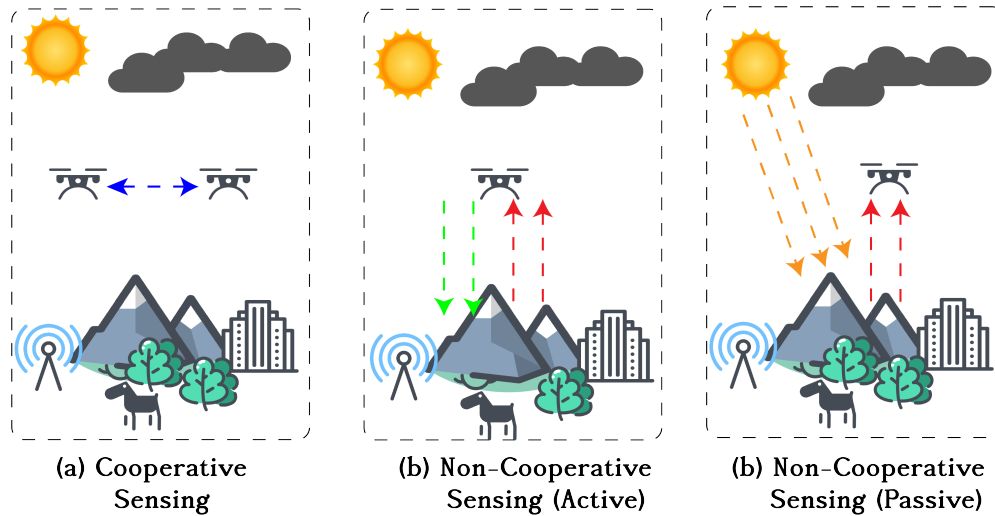 (a) Cooperative
Sensing
(b) Non-Cooperative
Sensing (Active)
(b) Non-Cooperative
Sensing (Passive)